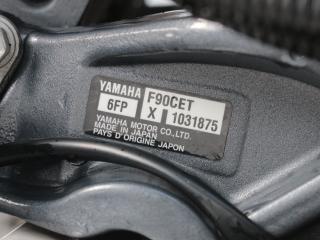 YAMAHA F90CET
6FP X 1031875
YAMAHA MOTOR CO.,LTD.
MADE IN JAPAN
PAYS D'ORIGINE JAPON